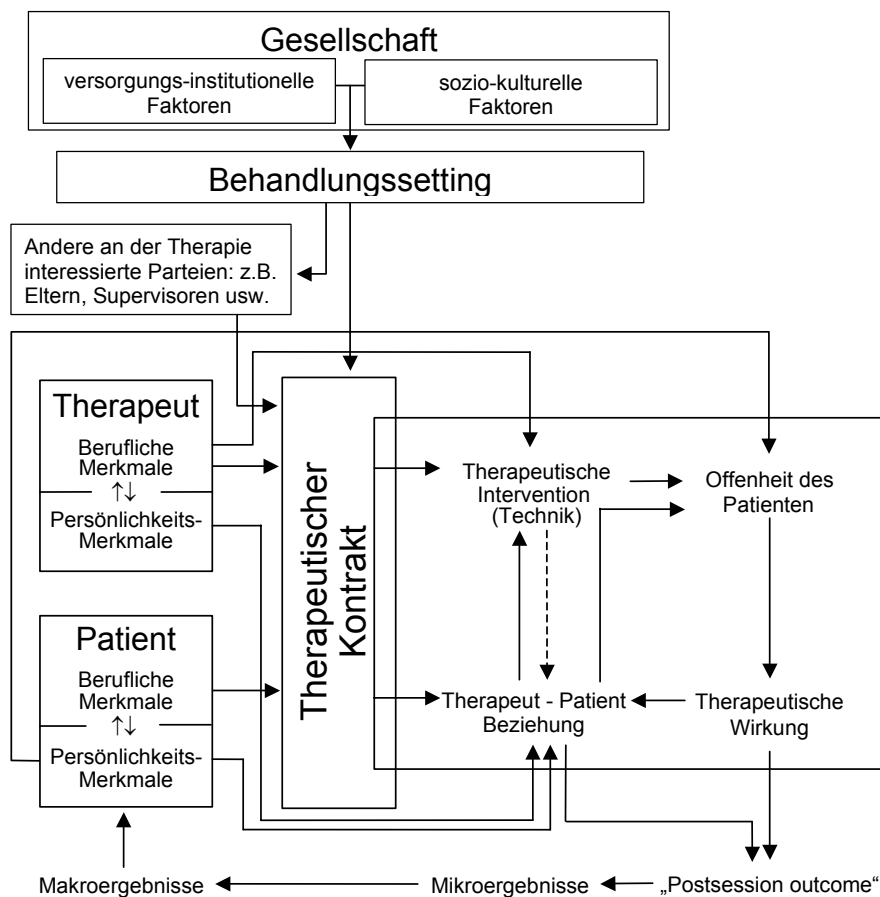 Gesellschaft
versorgungs-institutionelle
Faktoren
sozio-kulturelle
Faktoren
Behandlungssetting
Andere an der Therapie
interessierte Parteien: z.B.
Eltern, Supervisoren usw.
Therapeut
Berufliche
Merkmale
↑↓
Persönlichkeits-
Merkmale
Patient
Berufliche
Merkmale
↑↓
Persönlichkeits-
Merkmale
Therapeutischer
Kontrakt
Therapeutische
Intervention
(Technik)
Offenheit des
Patienten
Therapeut - Patient
Beziehung
Therapeutische
Wirkung
Makroergebnisse
Mikroergebnisse
„Postsession outcome“